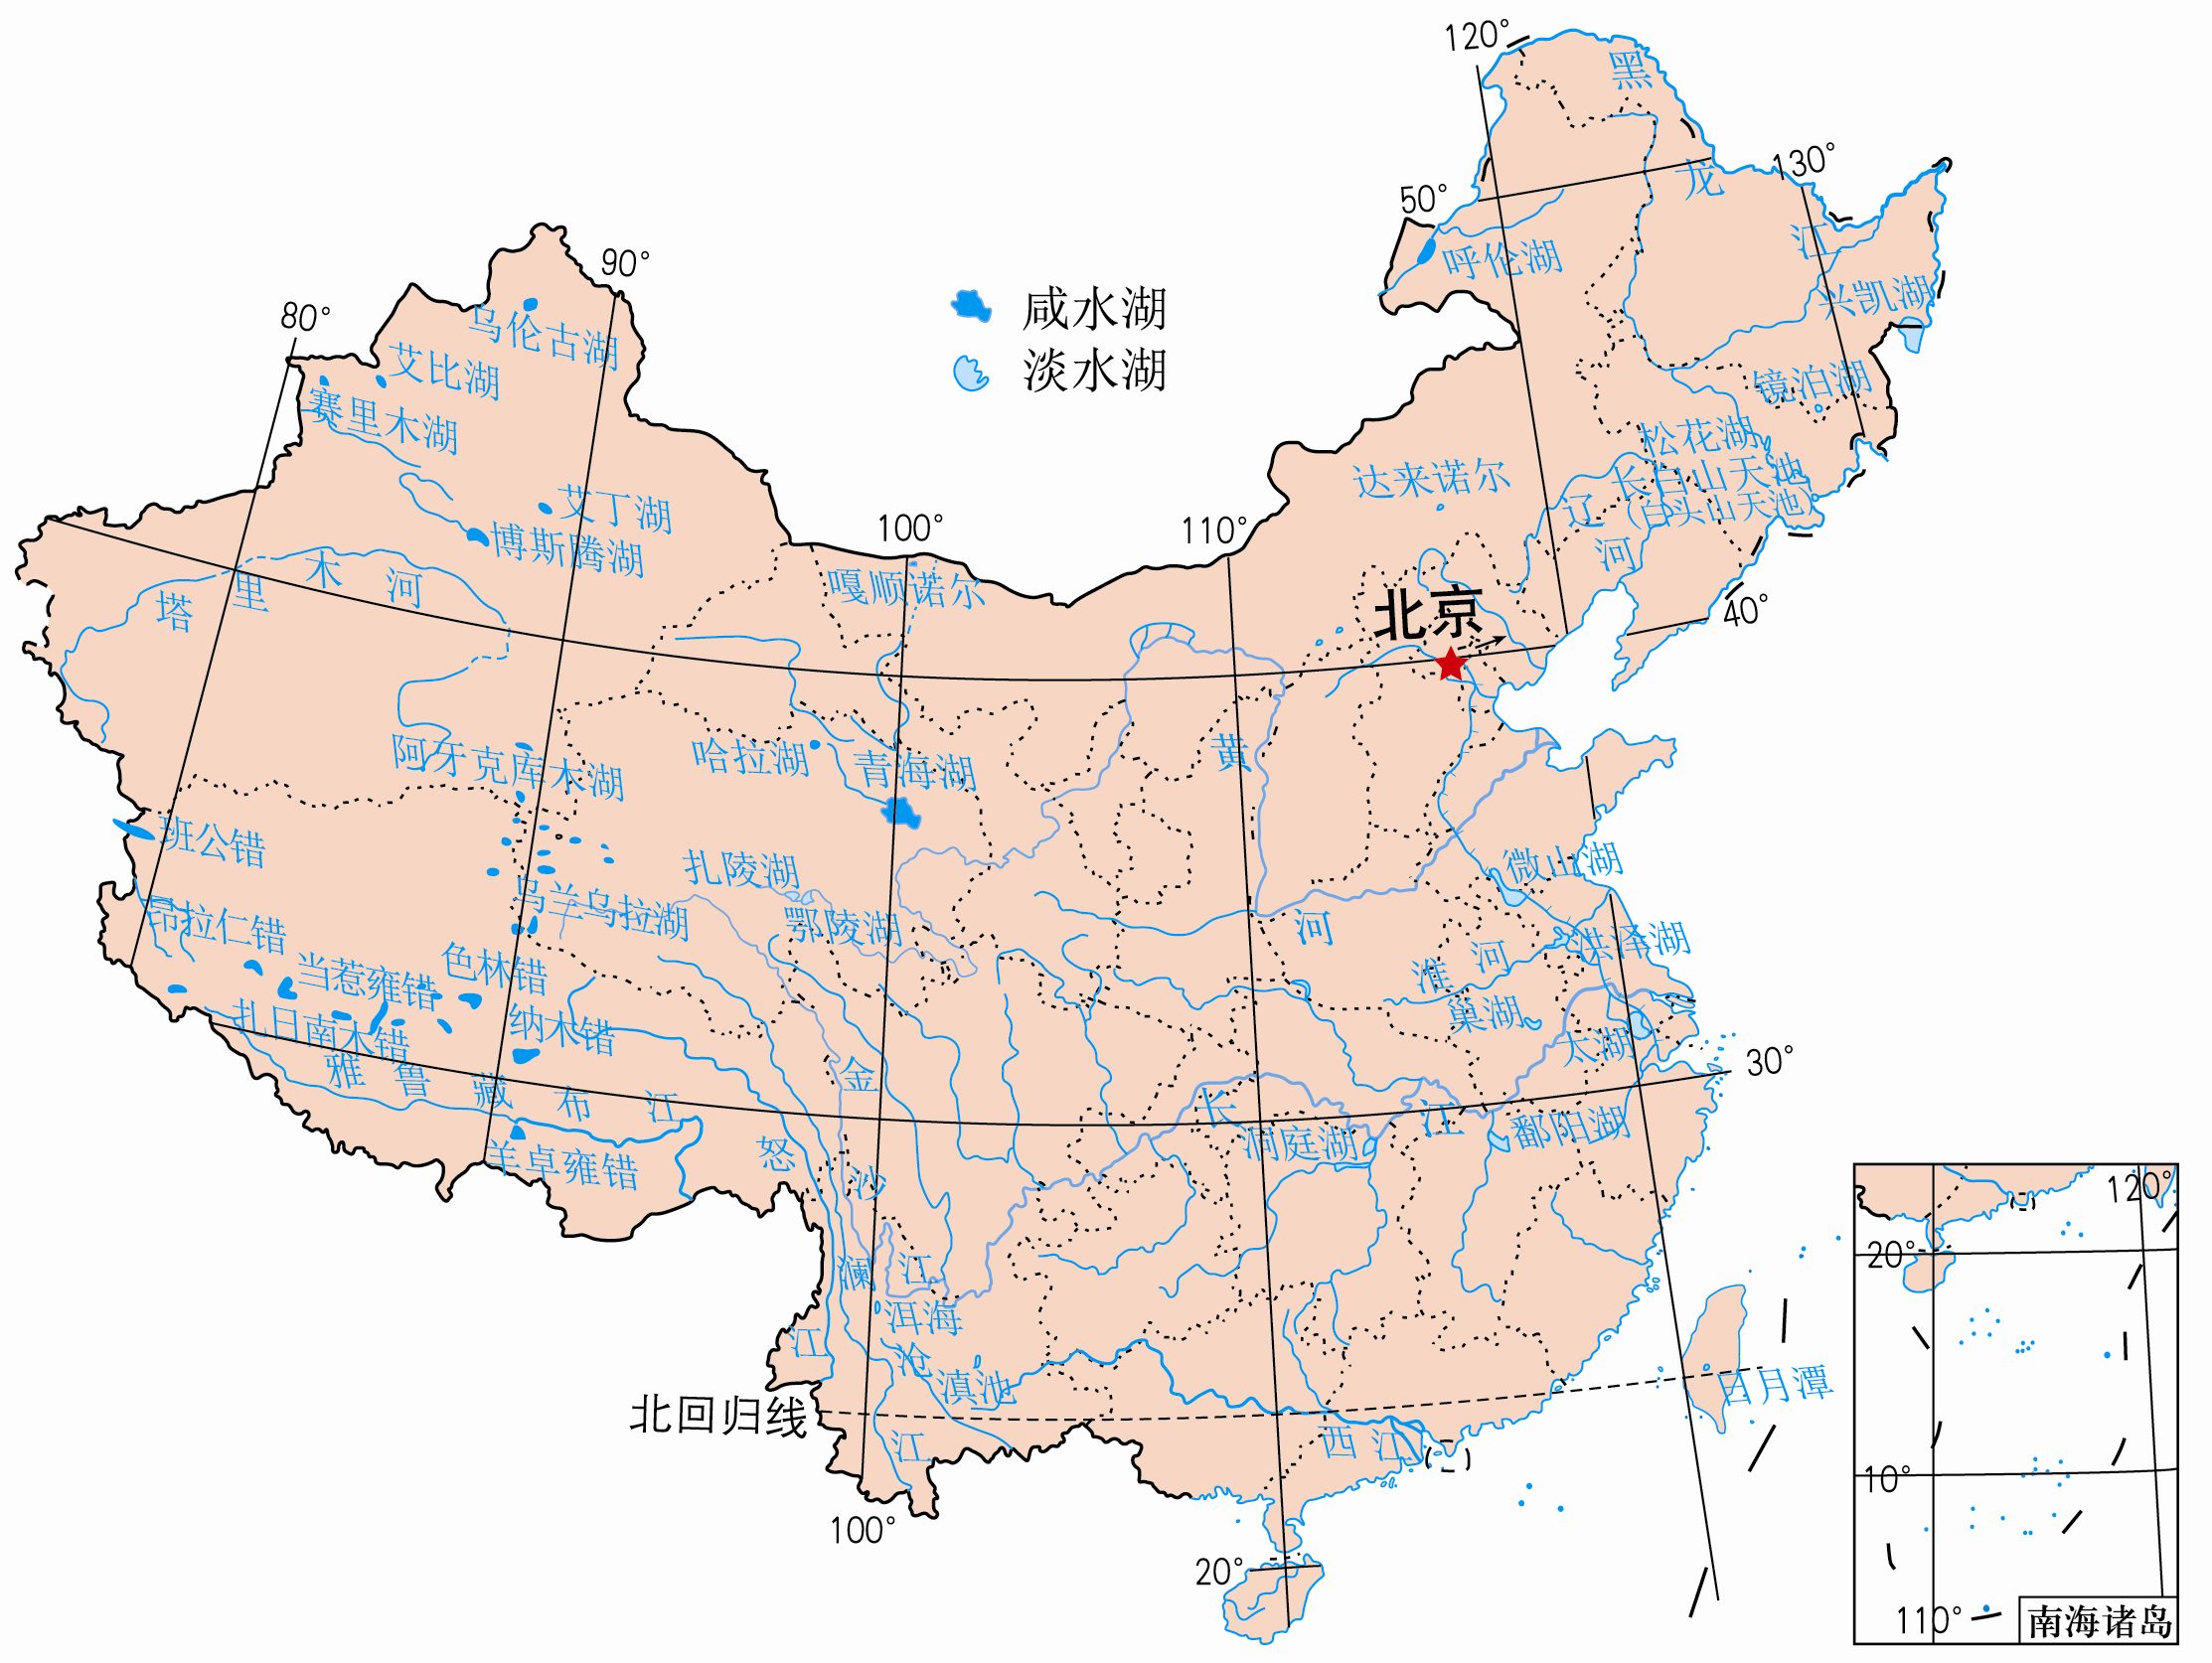 120°
黑
龙
江
130°
50°
呼伦湖
兴凯湖
90°
80°
乌伦古湖
艾比湖
赛里木湖
咸水湖
淡水湖
镜泊湖
松花湖
长白山天池
(白头山天池)
达来诺尔
辽
河
艾丁湖
博斯腾湖
100°
110°
塔
里
木
河
嘎顺诺尔
北京
40°
阿牙克库木湖
哈拉湖
青海湖
黄
河
班公错
扎陵湖
鄂陵湖
微山湖
昂拉仁错
乌兰乌拉湖
洪泽湖
淮
河
当惹雍错
色林错
扎日南木错
纳木错
巢湖
太湖
30°
雅
鲁
藏
布
江
金
沙
江
长
江
洞庭湖
鄱阳湖
羊卓雍错
怒
江
澜
沧
江
洱海
滇池
日月潭
北回归线
西
江
100°
20°
120°
20°
10°
110°
南海诸岛